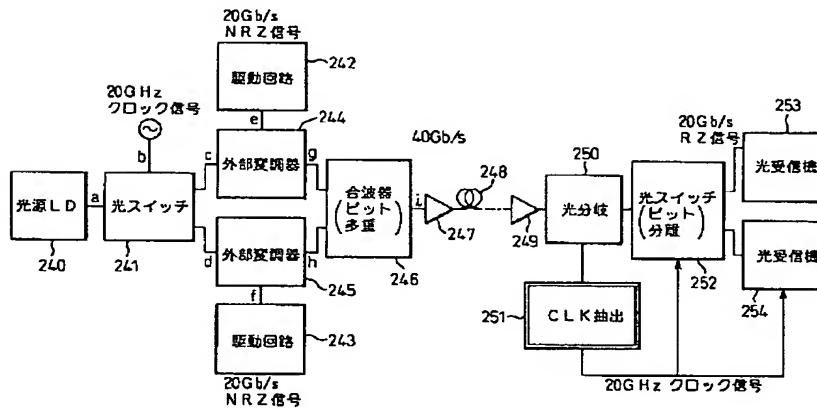 20Gb/s
NRZ信号
駆動回路
242
20GHz
クロック信号
e
244
b
c
外部変調器
g
40Gb/s
250
248
20Gb/s
RZ信号
253
光源LD
a
光スイッチ
合波器
(ビット多重)
i
247
249
光分岐
光スイッチ
(ビット分離)
光受信機
240
241
d
外部変調器
h
246
252
光受信機
f
245
254
駆動回路
243
251
CLK抽出
20Gb/s
NRZ信号
20GHz クロック信号